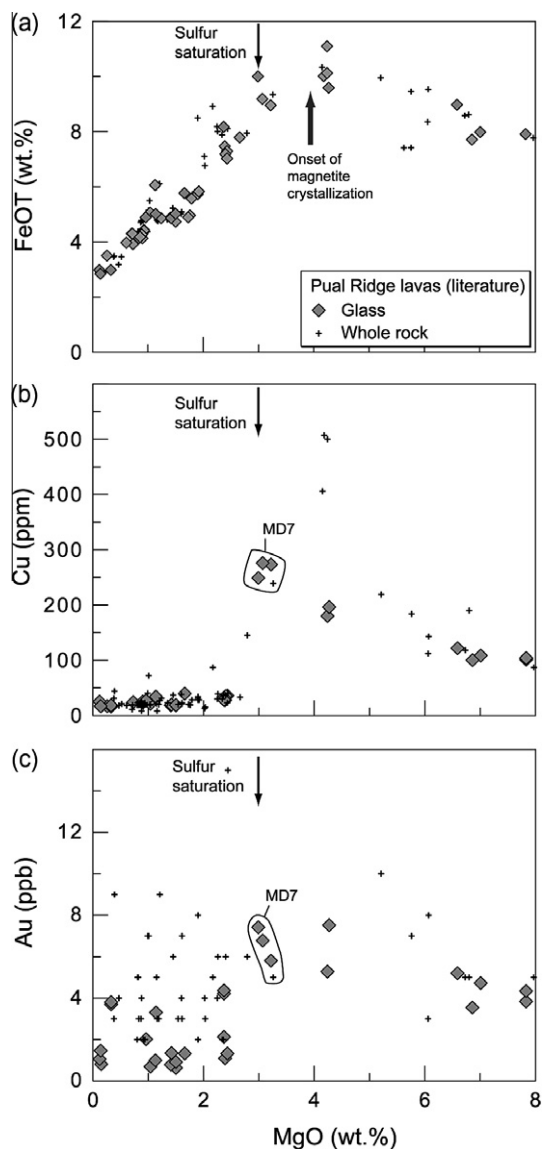 (a)
Sulfur
saturation
Onset of
magnetite
crystallization
Pual Ridge lavas (literature)
Glass
Whole rock
FeOT (wt.%)
12
8
4
0
(b)
Sulfur
saturation
MD7
Cu (ppm)
500
400
300
200
100
0
(c)
Sulfur
saturation
MD7
Au (ppb)
12
8
4
0
0 2 4 6 8
MgO (wt.%)